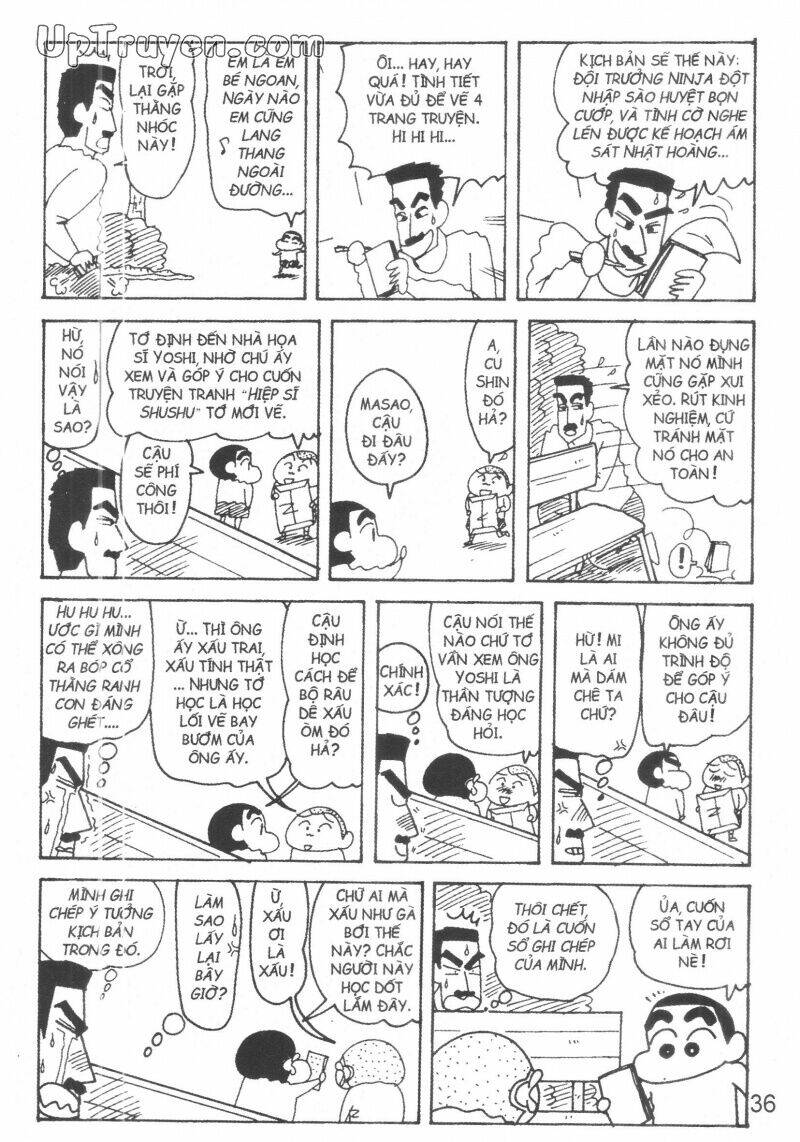 UpTruyen.com
KỊCH BẢN SẼ THẾ NÀY:
ĐỘI TRƯỞNG NINJA ĐỘT
NHẬP SÀO HUYỆT BỌN
CƯỚP, VÀ TÌNH CỜ NGHE
LÉN ĐƯỢC KẾ HOẠCH ÁM
SÁT NHẬT HOÀNG...
ÔI... HAY, HAY
QUÁ! TÌNH TIẾT
VỪA ĐỦ ĐỂ VẼ 4
TRANG TRUYỆN.
HI HI HI...
EM LÀ EM
BÉ NGOAN,
NGÀY NÀO
EM CŨNG
LANG
THANG
NGOÀI
ĐƯỜNG...
TRỜI,
LẠI GẶP
THẰNG
NHÓC
NÀY!
LẦN NÀO ĐỤNG
MẶT NÓ MÌNH
CŨNG GẶP XUI
XẺO. RÚT KINH
NGHIỆM, CỨ
TRÁNH MẶT
NÓ CHO AN
TOÀN!
!
A,
CU
SHIN
ĐÓ
HẢ?
MASAO,
CẬU
ĐI ĐÂU
ĐẤY?
TỚ ĐỊNH ĐẾN NHÀ HỌA
SĨ YOSHI, NHỜ CHÚ ẤY
XEM VÀ GÓP Ý CHO CUỐN
TRUYỆN TRANH "HIỆP SĨ
SHUSHU" TỚ MỚI VẼ.
CẬU
SẼ PHÍ
CÔNG
THÔI!
HỪ,
NÓ
NÓI
VẬY
LÀ
SAO?
ÔNG ẤY
KHÔNG ĐỦ
TRÌNH ĐỘ
ĐỂ GÓP Ý
CHO CẬU
ĐÂU!
HỪ! MI
LÀ AI
MÀ DÁM
CHÊ TA
CHỨ?
CẬU NÓI THẾ
NÀO CHỨ TỚ
VẪN XEM ÔNG
YOSHI LÀ
THẦN TƯỢNG
ĐÁNG HỌC
HỎI.
CHÍNH
XÁC!
CẬU
ĐỊNH
HỌC
CÁCH ĐỂ
BỘ RÂU
DÊ XẤU
ÒM ĐÓ
HẢ?
Ừ... THÌ ÔNG
ẤY XẤU TRAI,
XẤU TÍNH THẬT
... NHƯNG TỚ
HỌC LÀ HỌC
LỐI VẼ BAY
BƯỚM CỦA
ÔNG ẤY.
HU HU HU...
ƯỚC GÌ MÌNH
CÓ THỂ XÔNG
RA BÓP CỔ
THẰNG RANH
CON ĐÁNG
GHÉT....
ỦA, CUỐN
SỔ TAY CỦA
AI LÀM RƠI
NÈ!
THÔI CHẾT,
ĐÓ LÀ CUỐN
SỔ GHI CHÉP
CỦA MÌNH.
CHỮ AI MÀ
XẤU NHƯ GÀ
BỚI THẾ
NÀY? CHẮC
NGƯỜI NÀY
HỌC DỐT
LẮM ĐÂY.
Ừ,
XẤU
ƠI
LÀ
XẤU!
LÀM
SAO
LẤY
LẠI
BÂY
GIỜ?
MÌNH GHI
CHÉP Ý TƯỞNG
KỊCH BẢN
TRONG ĐÓ.
36